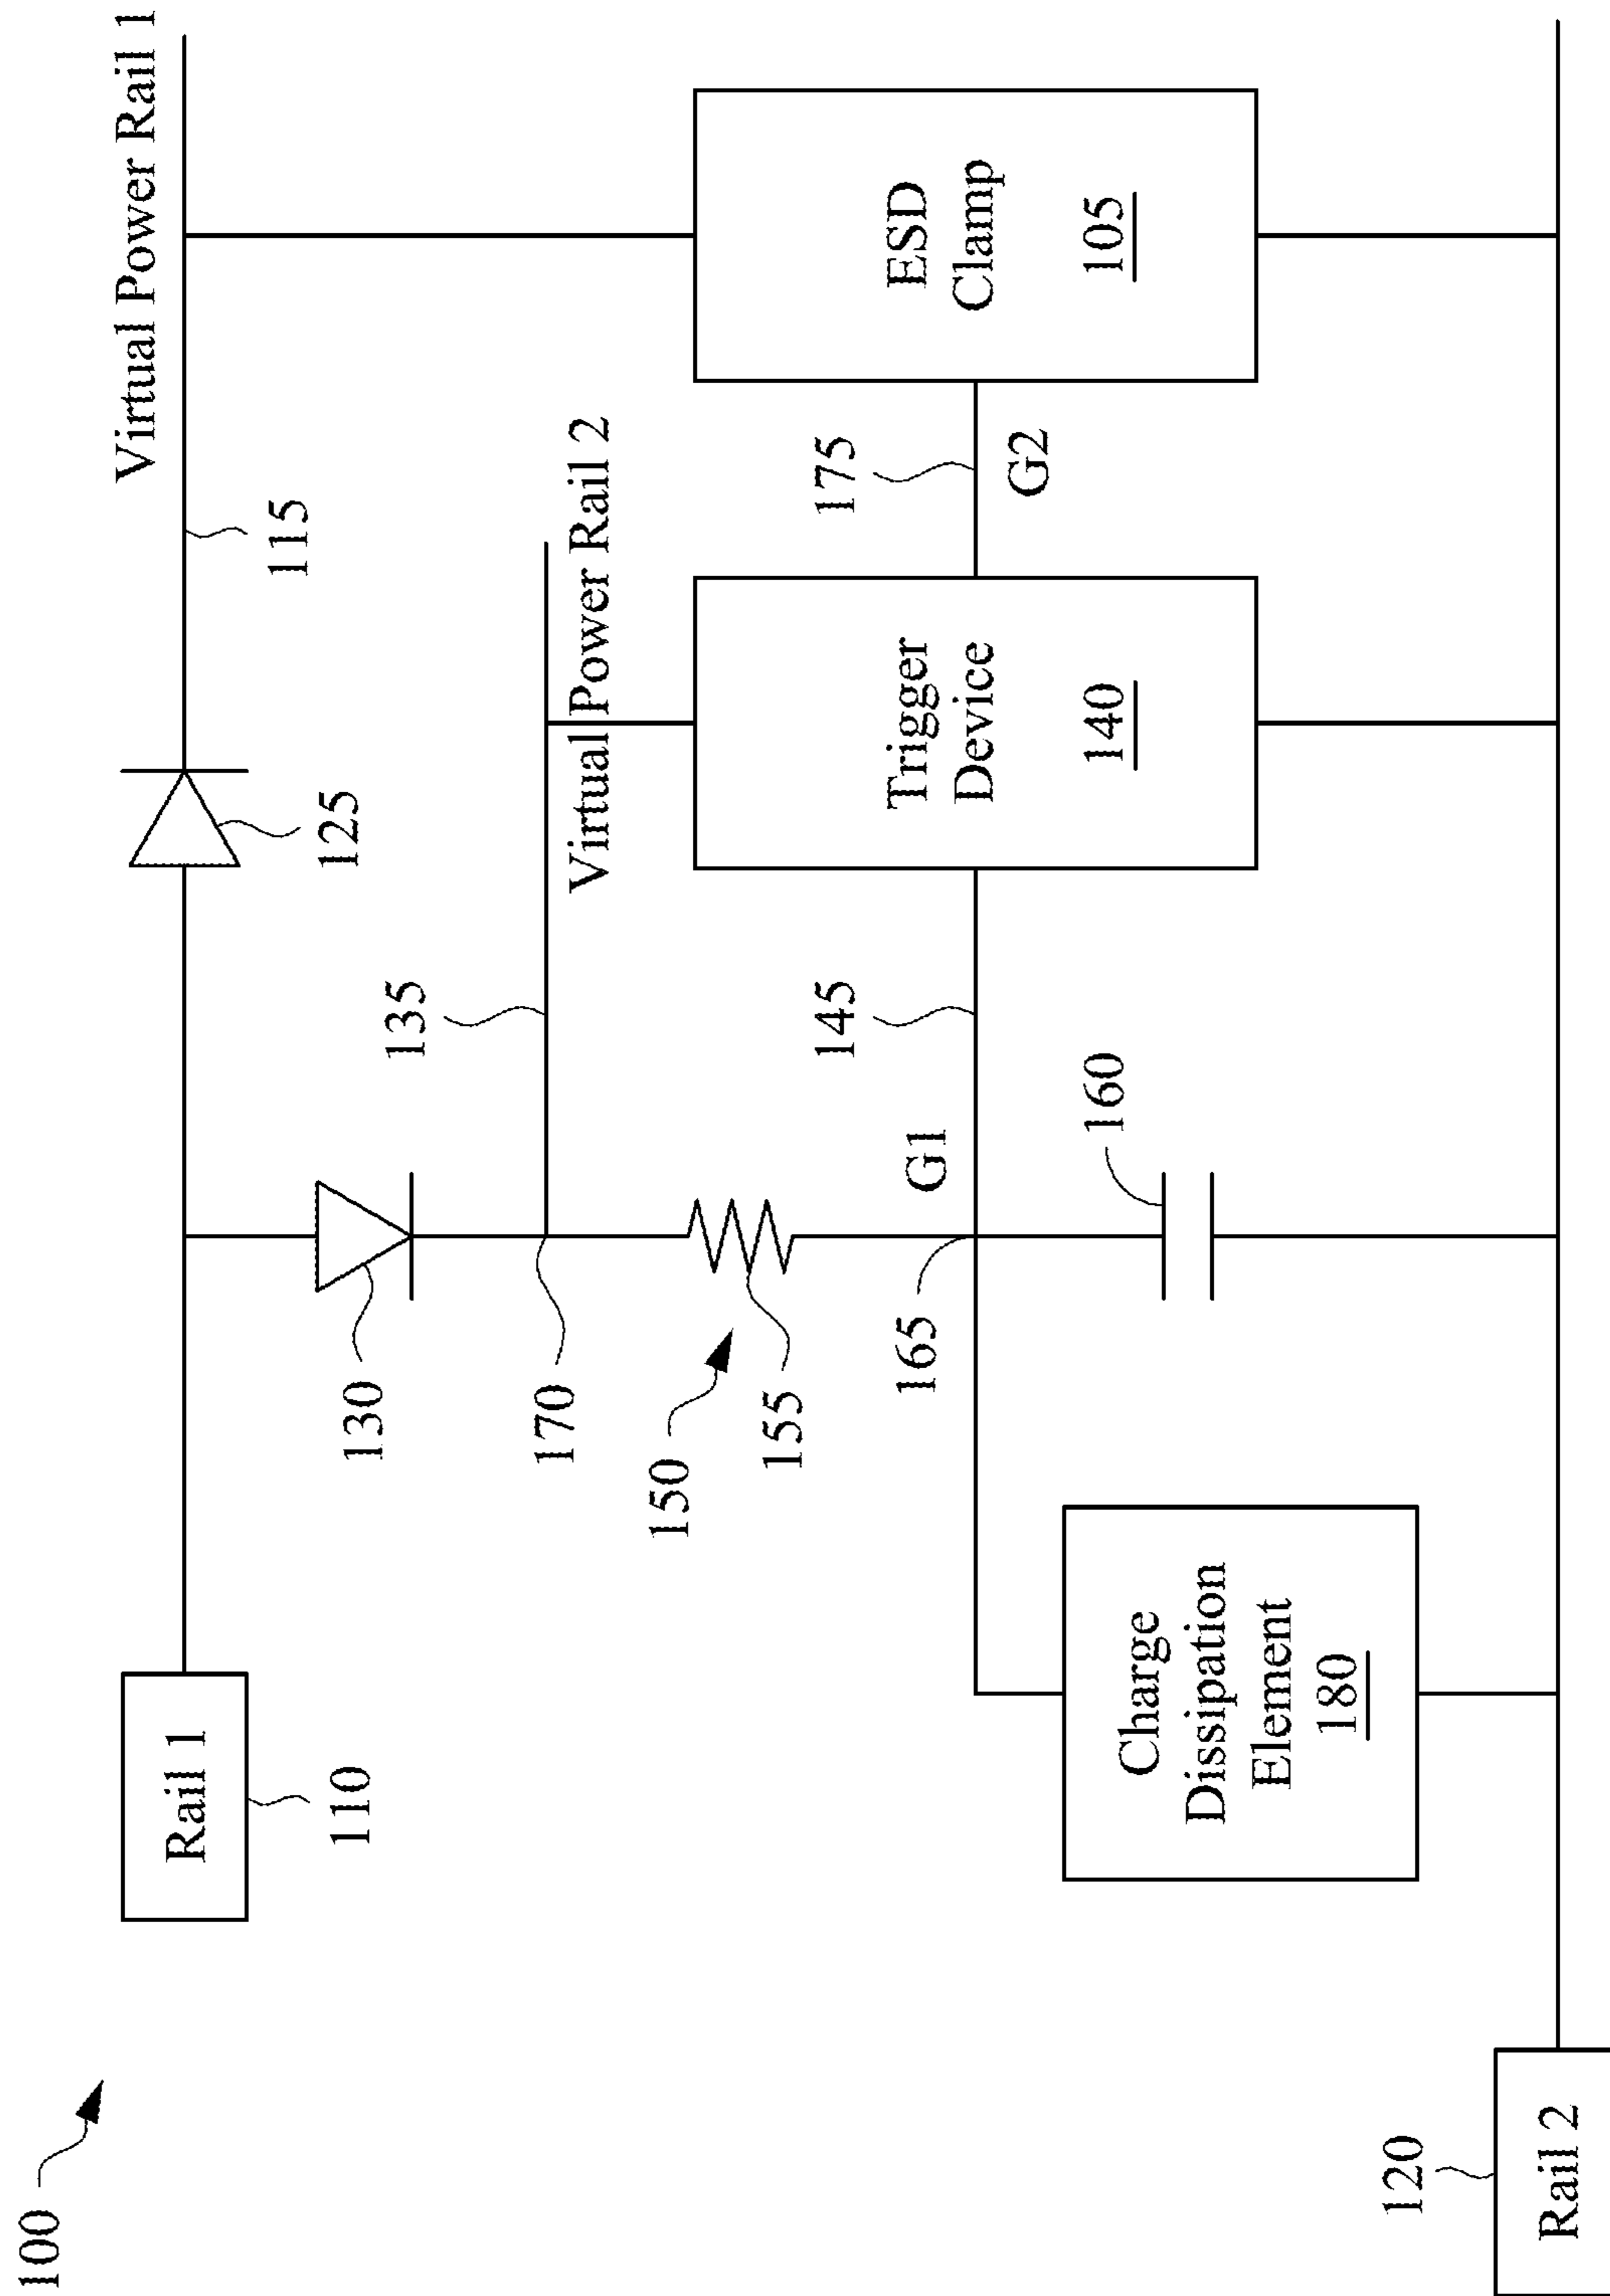 100
Rail 1
110
Virtual Power Rail 1
115
125
130
135
Virtual Power Rail 2
170
150
155
165
G1
145
160
175
G2
Trigger
Device
140
ESD
Clamp
105
Charge
Dissipation
Element
180
120
Rail 2